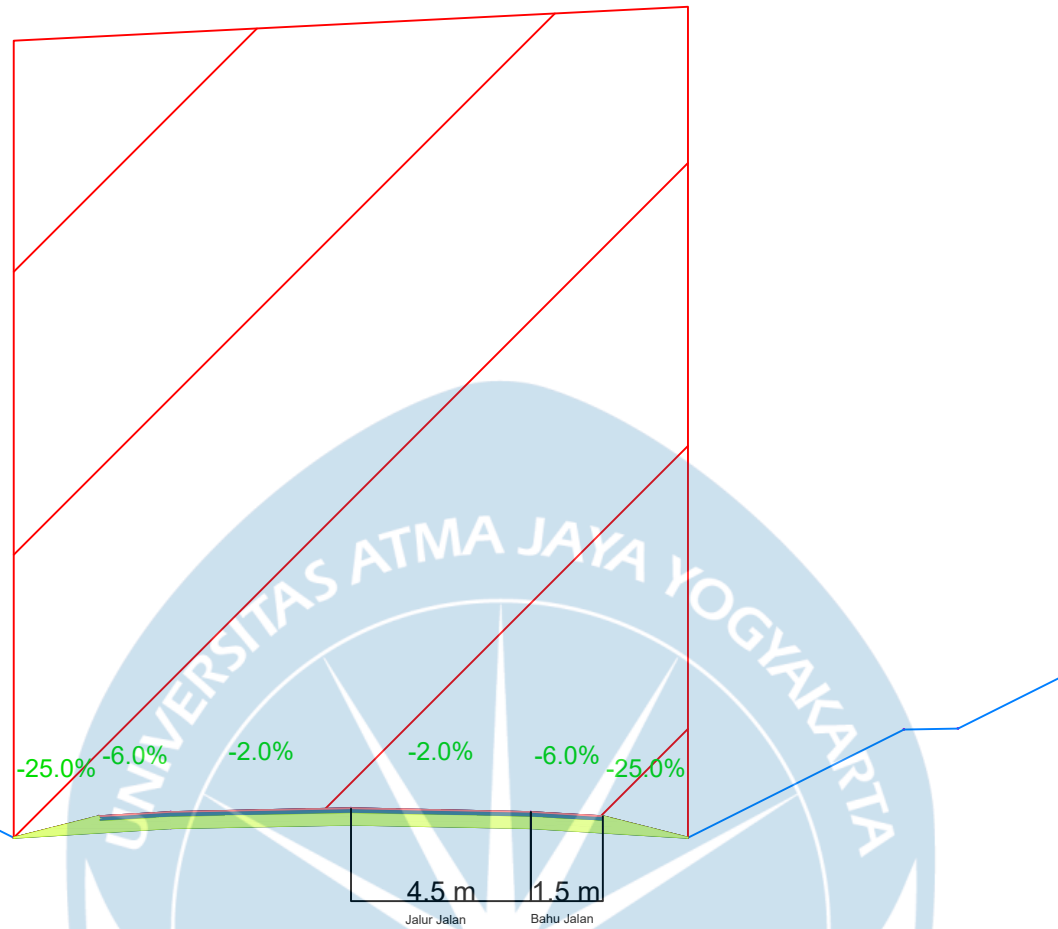 UNIVERSITAS ATMA JAYA YOGYAKARTA
-25.0% -6.0% -2.0% -2.0% -6.0% -25.0%
4.5 m 1.5 m
Jalur Jalan Bahu Jalan